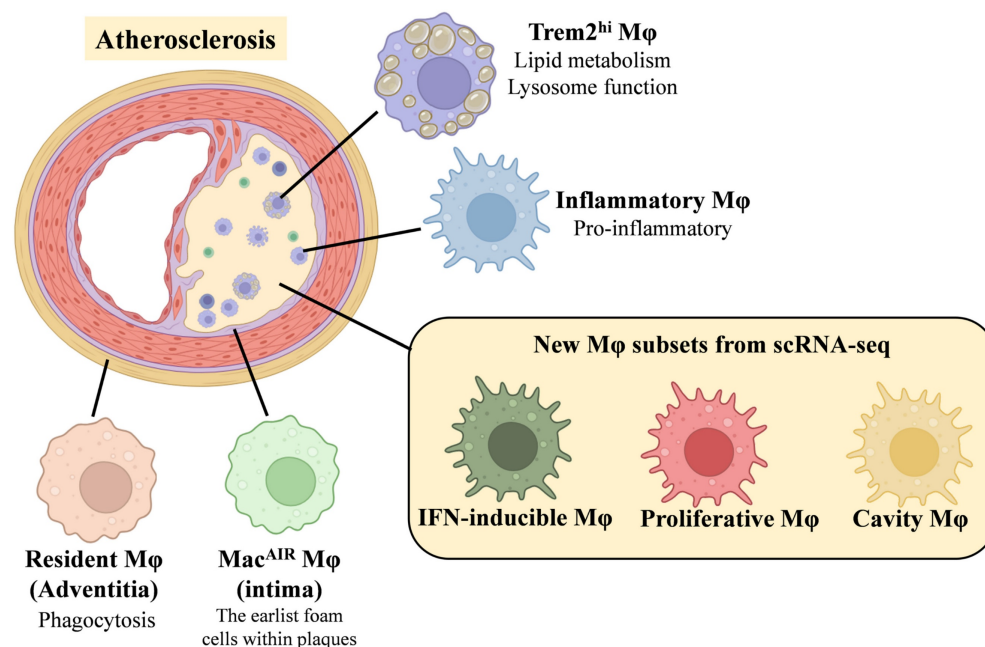 Atherosclerosis
Trem2ʰⁱ Mφ
Lipid metabolism
Lysosome function
Inflammatory Mφ
Pro-inflammatory
New Mφ subsets from scRNA-seq
IFN-inducible Mφ
Proliferative Mφ
Cavity Mφ
Resident Mφ
(Adventitia)
Phagocytosis
Macᴬᴵᴿ Mφ
(intima)
The earlist foam
cells within plaques